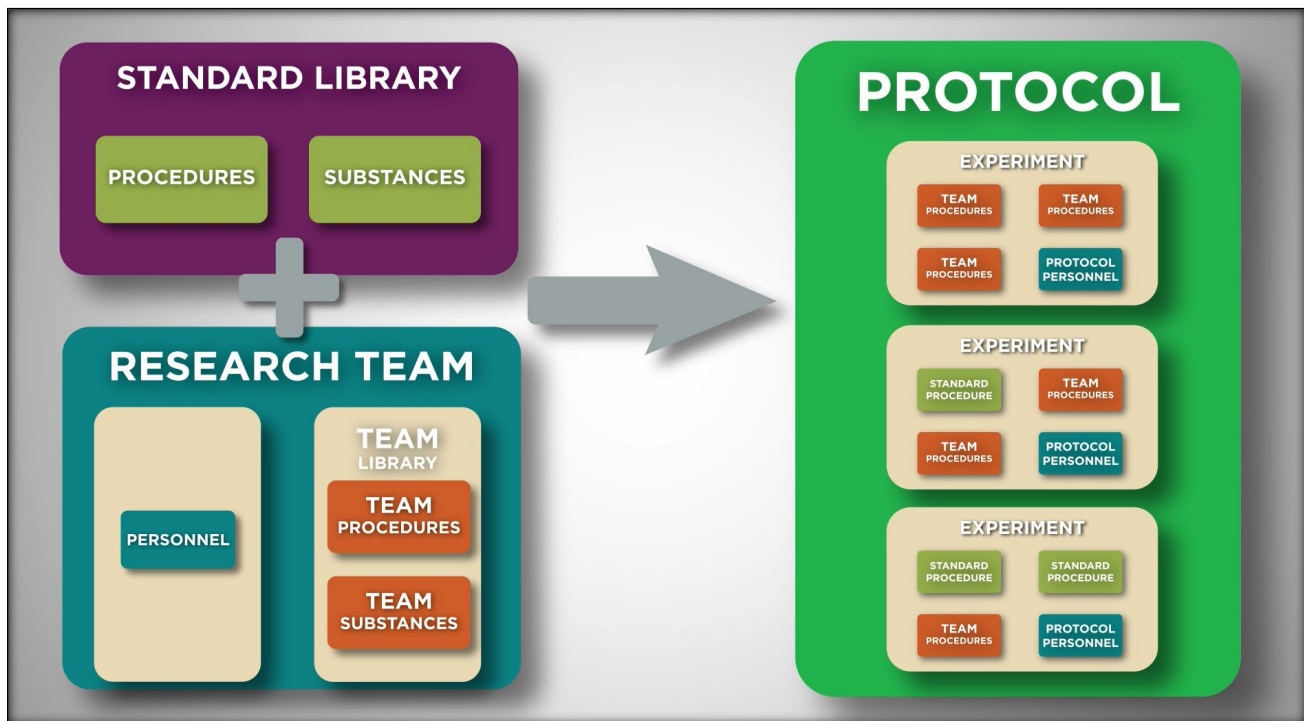 STANDARD LIBRARY
PROCEDURES
SUBSTANCES
RESEARCH TEAM
PERSONNEL
TEAM
LIBRARY
TEAM
PROCEDURES
TEAM
SUBSTANCES
PROTOCOL
EXPERIMENT
TEAM
PROCEDURES
TEAM
PROCEDURES
TEAM
PROCEDURES
PROTOCOL
PERSONNEL
EXPERIMENT
STANDARD
PROCEDURE
TEAM
PROCEDURES
TEAM
PROCEDURES
PROTOCOL
PERSONNEL
EXPERIMENT
STANDARD
PROCEDURE
STANDARD
PROCEDURE
TEAM
PROCEDURES
PROTOCOL
PERSONNEL